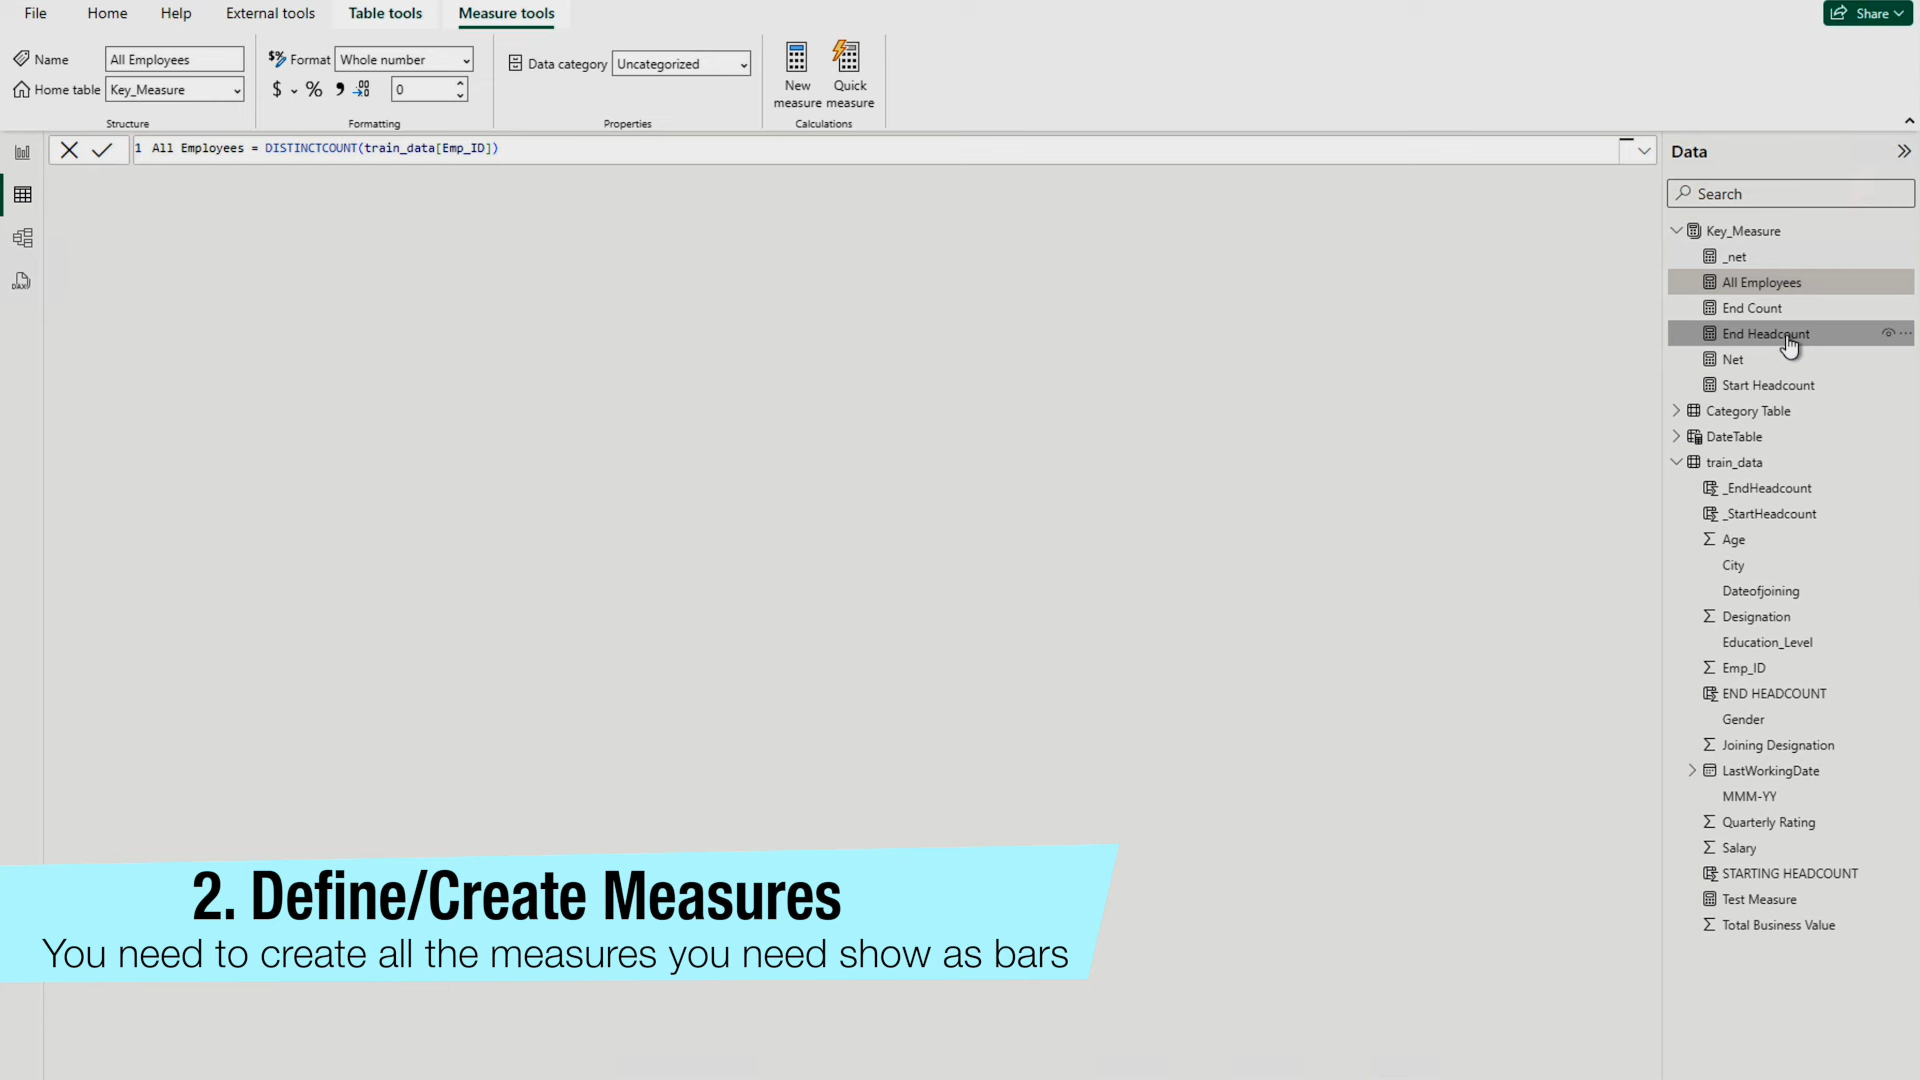 File Home Help External tools Table tools Measure tools Share
Name All Employees
Home table Key_Measure
Structure
$% Format Whole number
$ % , .00 0
Formatting
Data category Uncategorized
Properties
New measure
Quick measure
Calculations
1 All Employees = DISTINCTCOUNT(train_data[Emp_ID])
DAX
Data
Search
Key_Measure
_net
All Employees
End Count
End Headcount
Net
Start Headcount
Category Table
DateTable
train_data
_EndHeadcount
_StartHeadcount
Age
City
Dateofjoining
Designation
Education_Level
Emp_ID
END HEADCOUNT
Gender
Joining Designation
LastWorkingDate
MMM-YY
Quarterly Rating
Salary
STARTING HEADCOUNT
Test Measure
Total Business Value
2. Define/Create Measures
You need to create all the measures you need show as bars